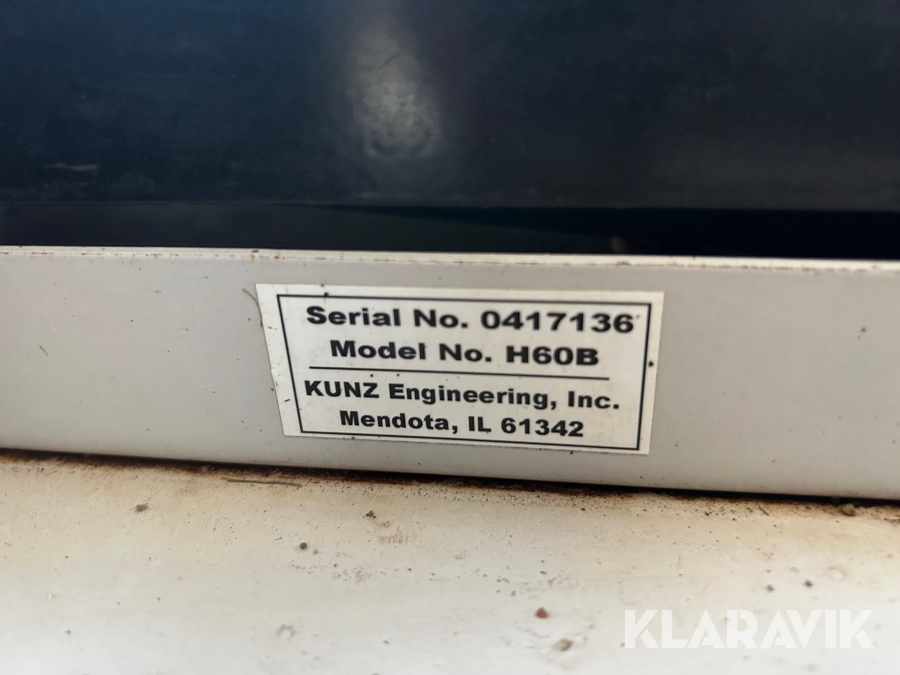 Serial No. 0417136
Model No. H60B
KUNZ Engineering, Inc.
Mendota, IL 61342
KLARAVIK